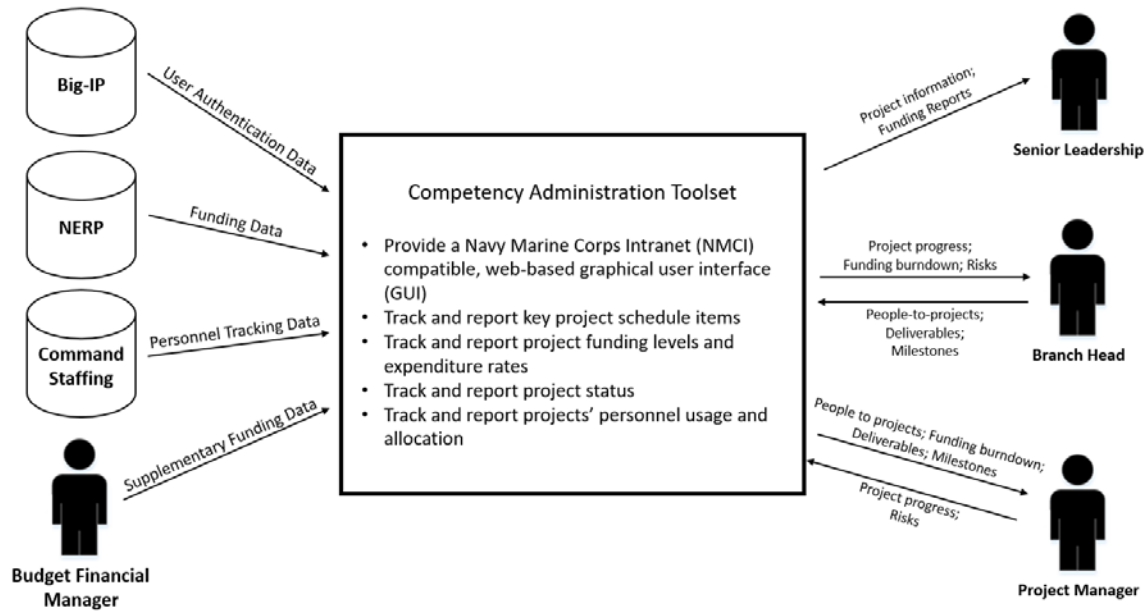 Big-IP
User Authentication Data
NERP
Funding Data
Command
Staffing
Personnel Tracking Data
Supplementary Funding Data
Budget Financial
Manager
Competency Administration Toolset
• Provide a Navy Marine Corps Intranet (NMCI)
compatible, web-based graphical user interface
(GUI)
• Track and report key project schedule items
• Track and report project funding levels and
expenditure rates
• Track and report project status
• Track and report projects’ personnel usage and
allocation
Project information;
Funding Reports
Senior Leadership
Project progress;
Funding burndown; Risks
People-to-projects;
Deliverables;
Milestones
Branch Head
People to projects; Funding burndown;
Deliverables; Milestones
Project progress;
Risks
Project Manager